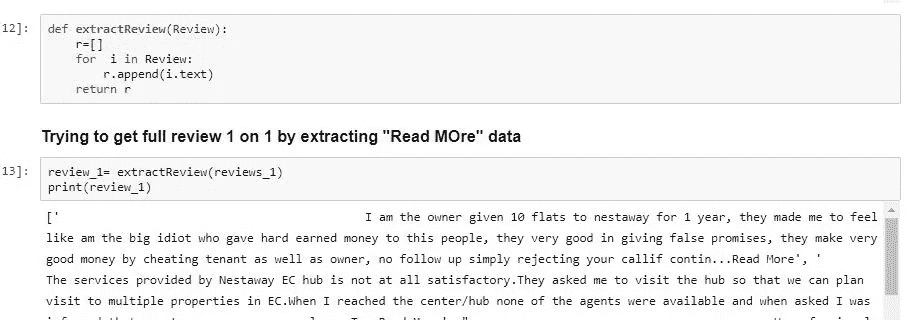 12]:
def extractReview(Review):
    r=[]
    for  i in Review:
        r.append(i.text)
    return r
Trying to get full review 1 on 1 by extracting "Read MOre" data
13]:
review_1= extractReview(reviews_1)
print(review_1)
['                                            I am the owner given 10 flats to nestaway for 1 year, they made me to feel
like am the big idiot who gave hard earned money to this people, they very good in giving false promises, they make very
good money by cheating tenant as well as owner, no follow up simply rejecting your callif contin...Read More', '
The services provided by Nestaway EC hub is not at all satisfactory.They asked me to visit the hub so that we can plan
visit to multiple properties in EC.When I reached the center/hub none of the agents were available and when asked I was